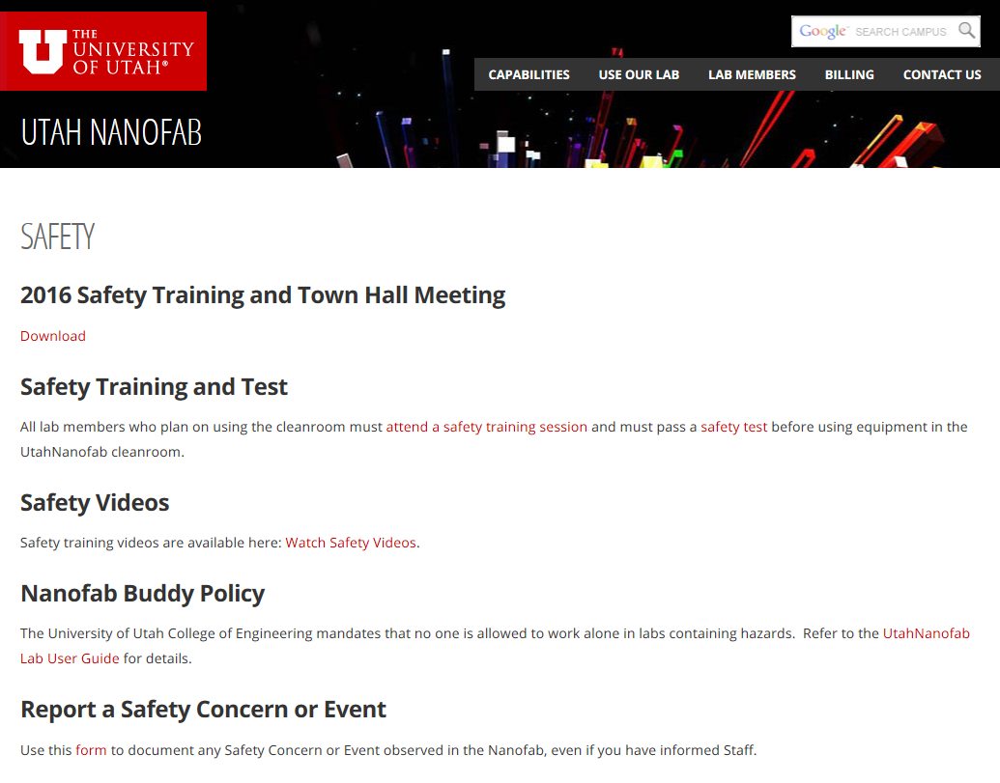 THE
UNIVERSITY
OF UTAH®
Google™ SEARCH CAMPUS
CAPABILITIES USE OUR LAB LAB MEMBERS BILLING CONTACT US
UTAH NANOFAB
SAFETY
2016 Safety Training and Town Hall Meeting
Download
Safety Training and Test
All lab members who plan on using the cleanroom must attend a safety training session and must pass a safety test before using equipment in the
UtahNanofab cleanroom.
Safety Videos
Safety training videos are available here: Watch Safety Videos.
Nanofab Buddy Policy
The University of Utah College of Engineering mandates that no one is allowed to work alone in labs containing hazards.  Refer to the UtahNanofab
Lab User Guide for details.
Report a Safety Concern or Event
Use this form to document any Safety Concern or Event observed in the Nanofab, even if you have informed Staff.